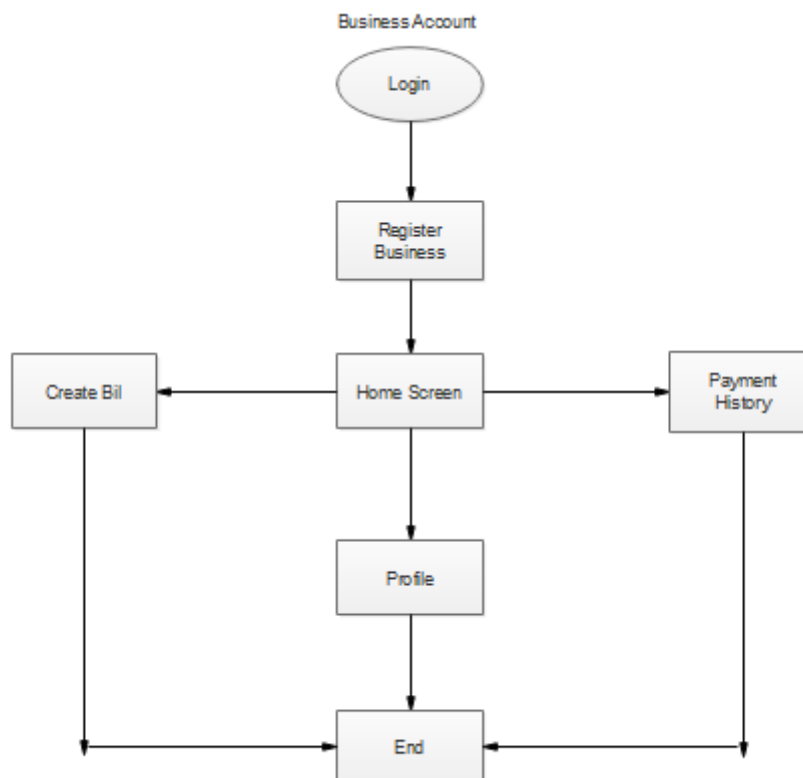 Business Account
Login
Register
Business
Create Bil
Home Screen
Payment
History
Profile
End